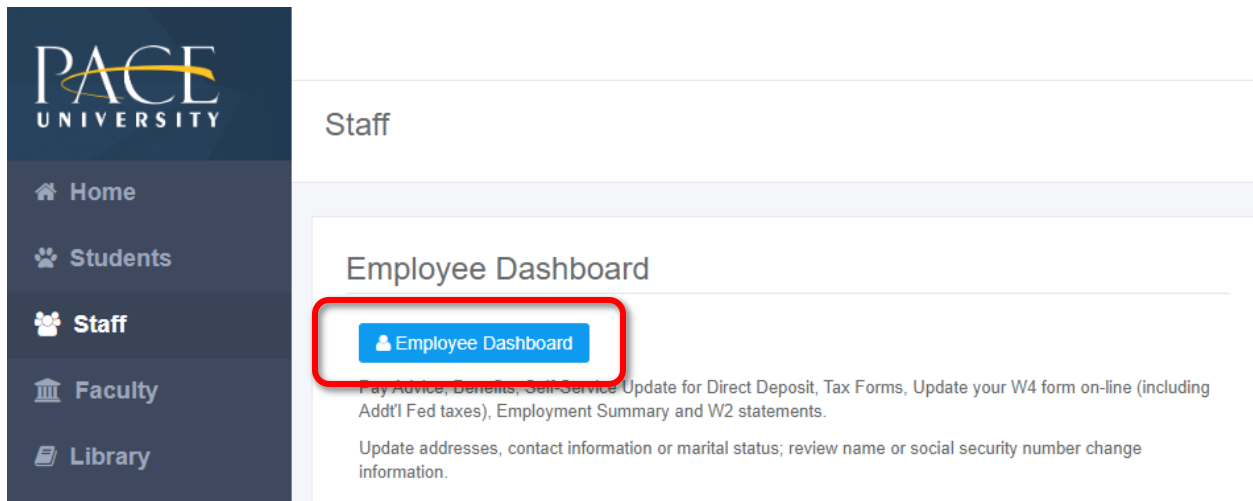 PACE
UNIVERSITY
Home
Students
Staff
Faculty
Library
Staff
Employee Dashboard
Employee Dashboard
Pay Advice, Benefits, Self-Service Update for Direct Deposit, Tax Forms, Update your W4 form on-line (including
Addt'l Fed taxes), Employment Summary and W2 statements.
Update addresses, contact information or marital status; review name or social security number change
information.